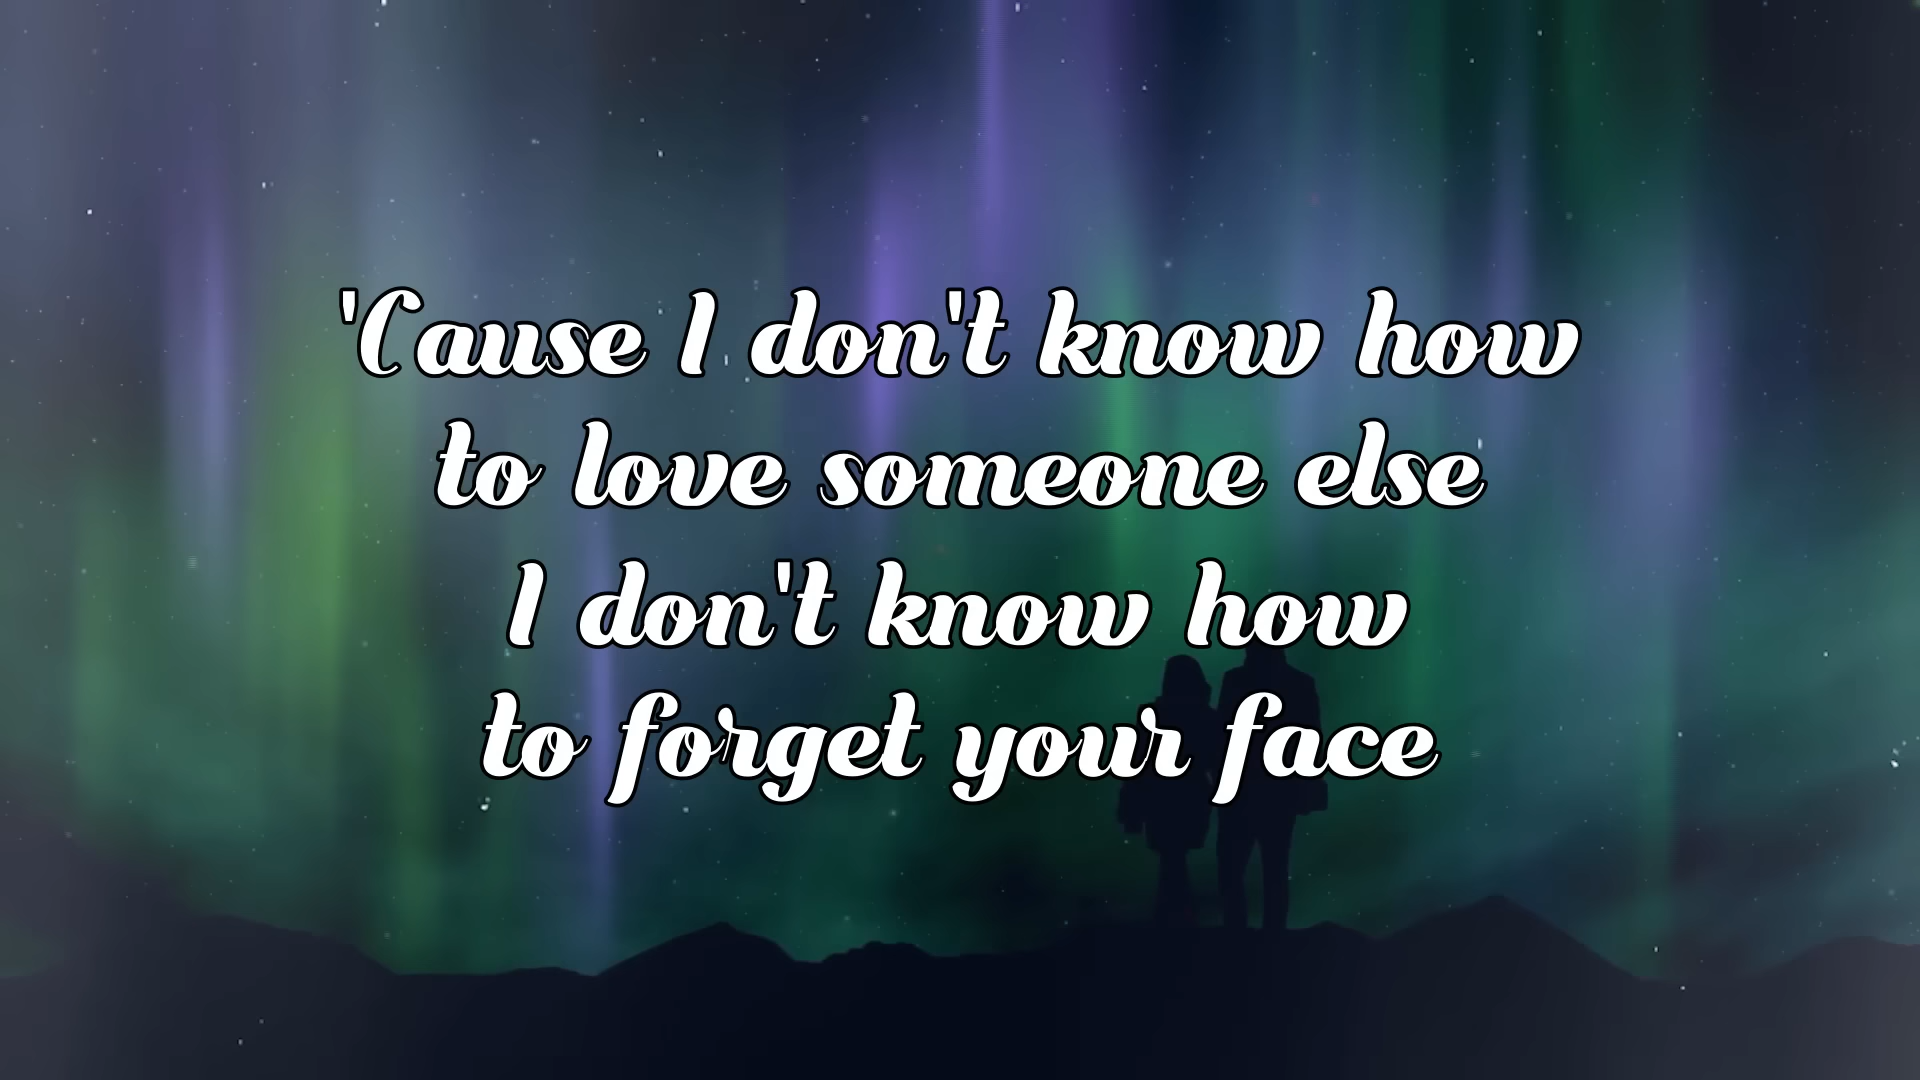 'Cause I don't know how
to love someone else
I don't know how
to forget your face